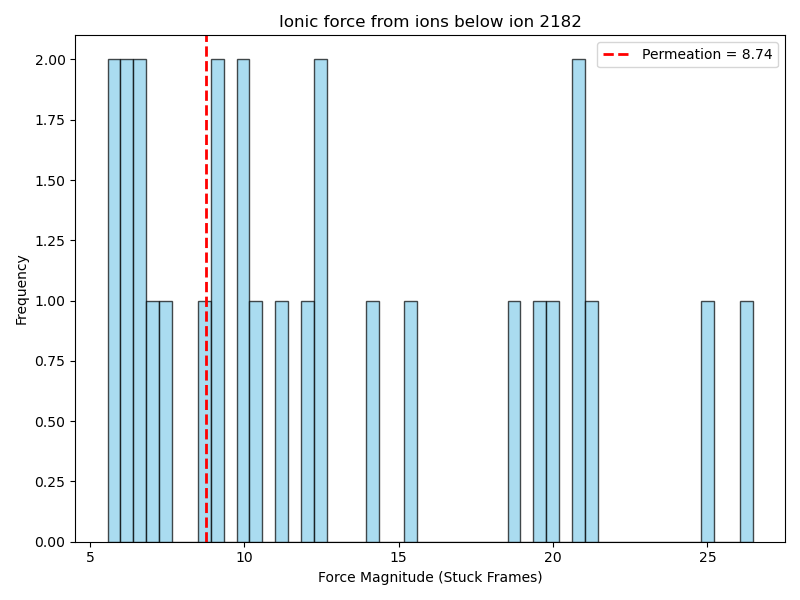 Ionic force from ions below ion 2182
Permeation = 8.74
2.00
1.75
1.50
1.25
1.00
0.75
0.50
0.25
0.00
Frequency
5 10 15 20 25
Force Magnitude (Stuck Frames)